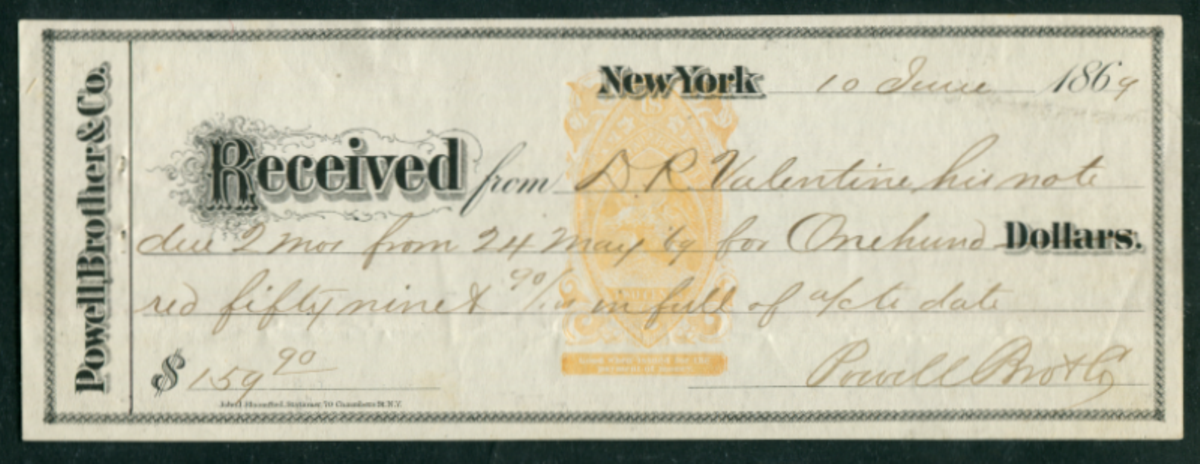 Powell, Brother & Co.
New York 10 June 1869
Received from D. R. Valentine his note
due 2 mos from 24 May 69 for One hund Dollars.
red fifty nine & 90/100 in full of a/c to date
$ 159 90
Powell Bro & Co